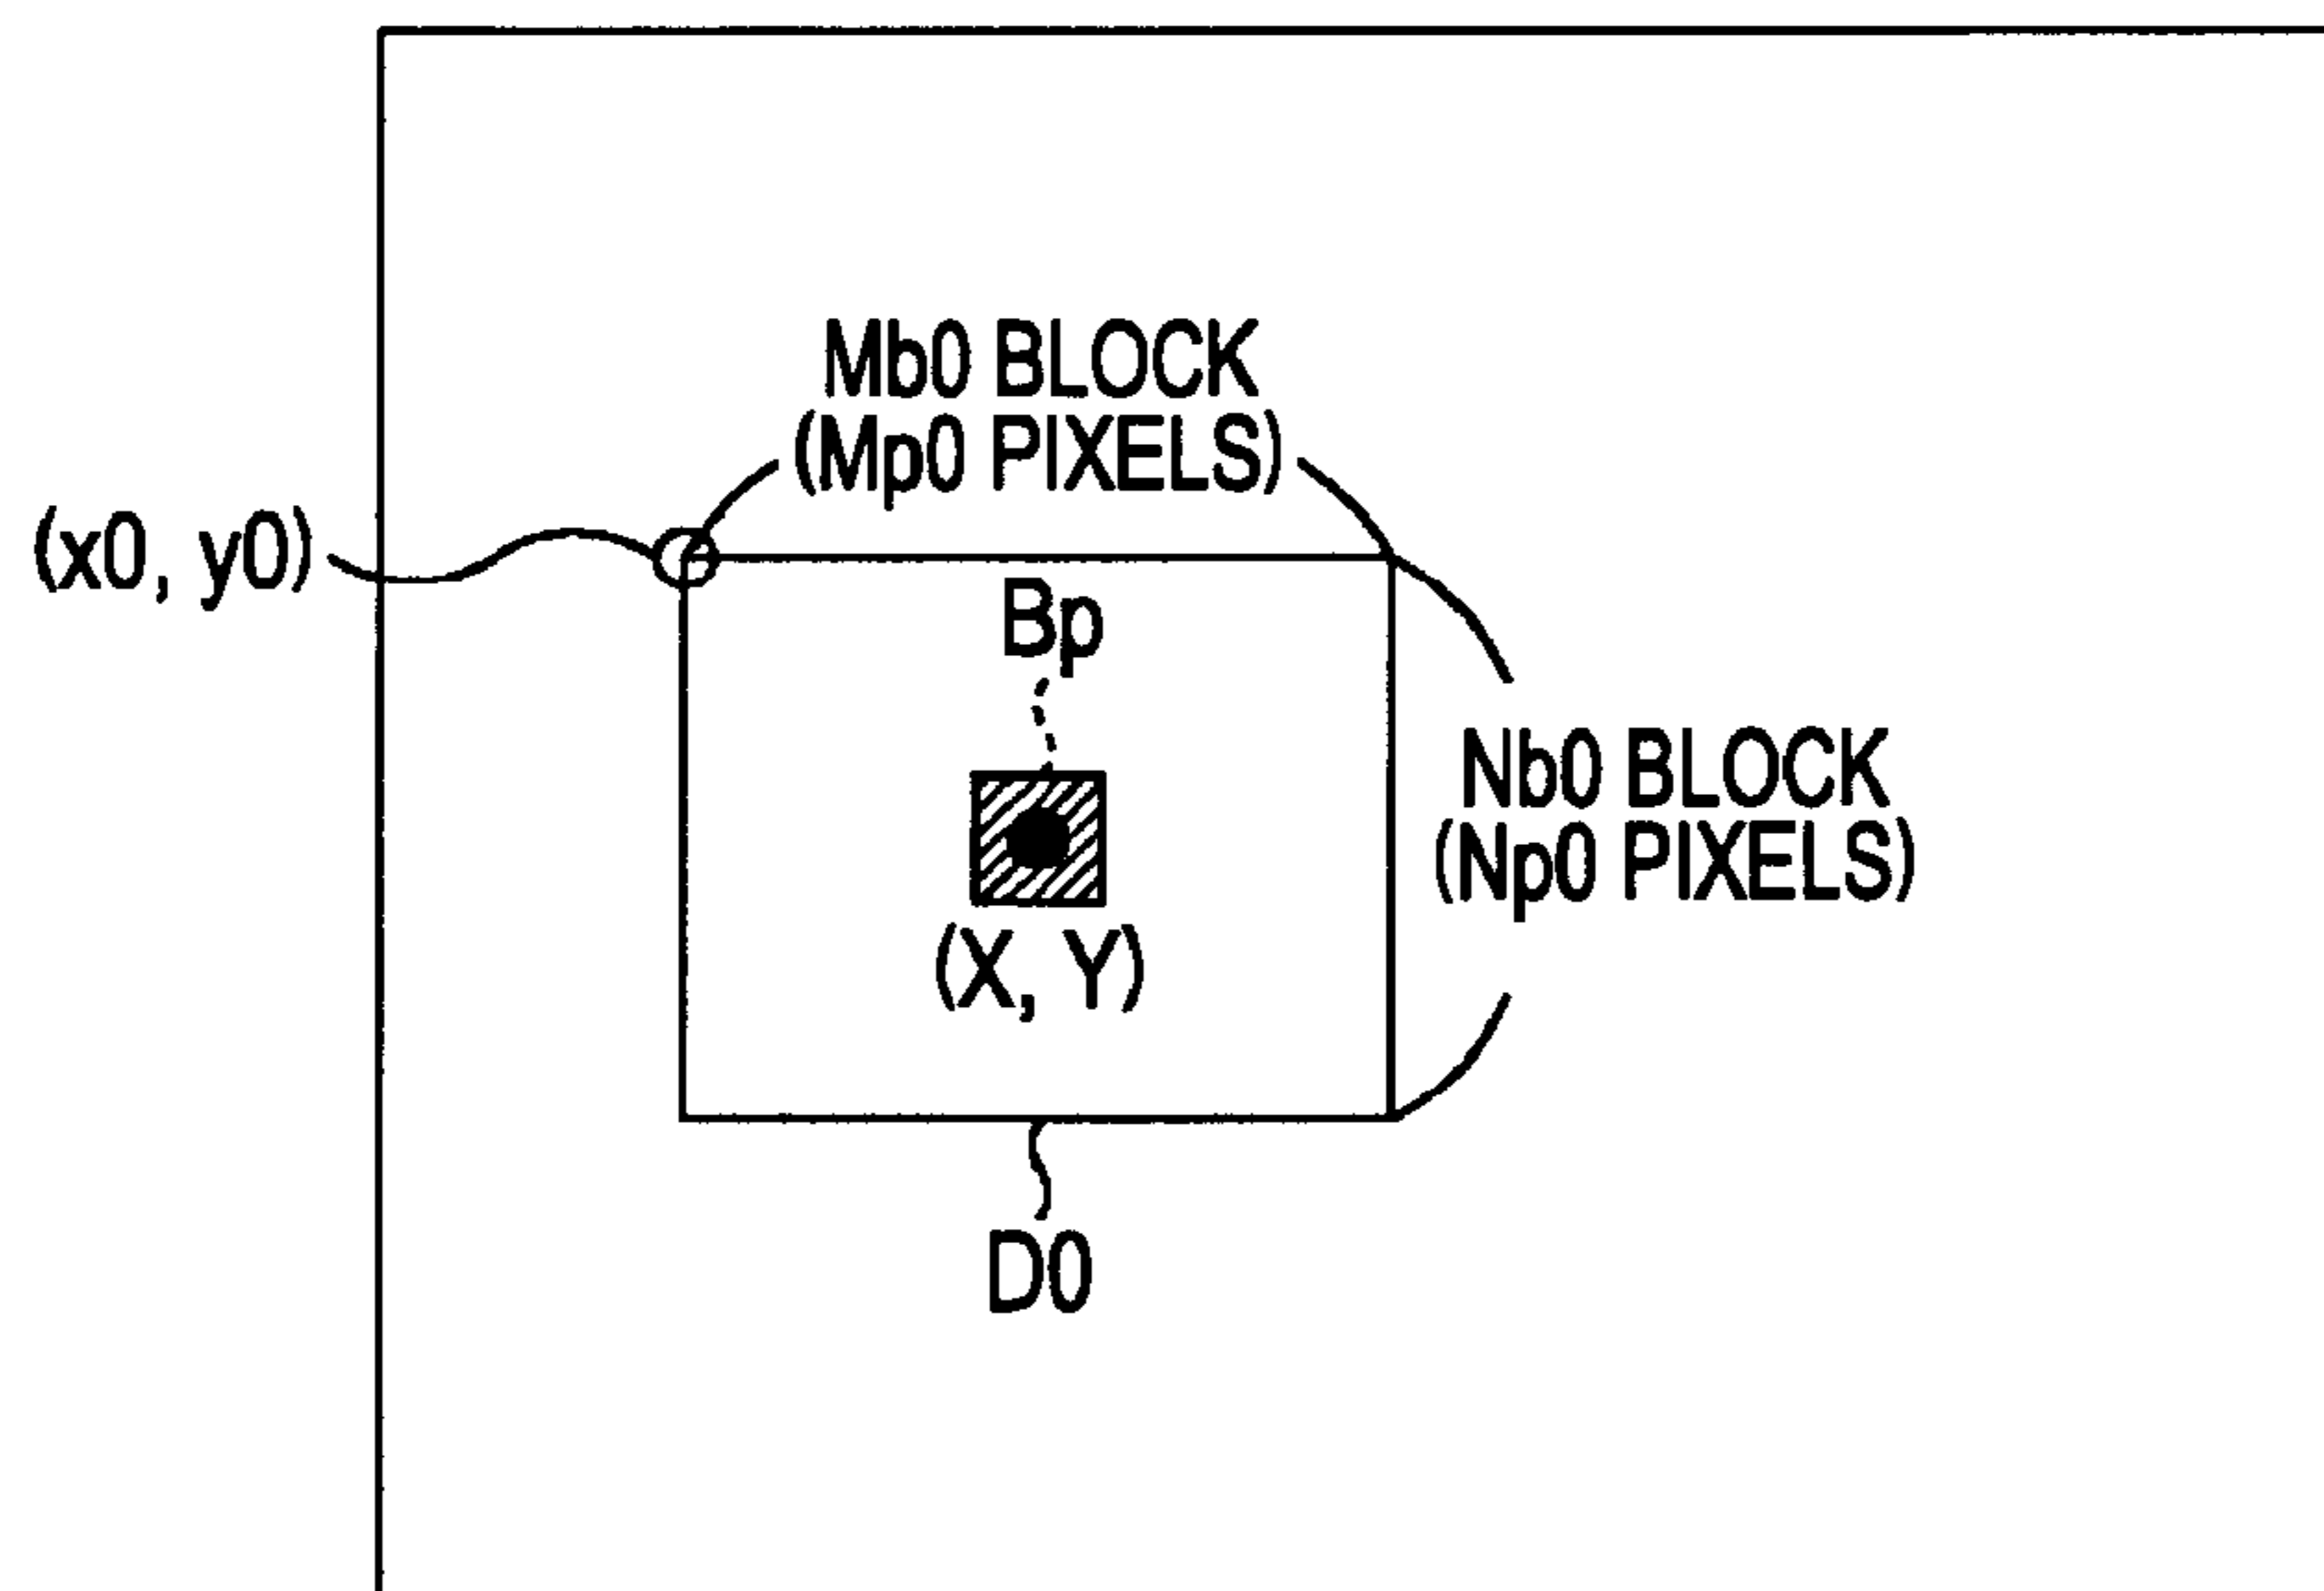 Mb0 BLOCK
(Mp0 PIXELS)
(x0, y0)
Bp
Nb0 BLOCK
(Np0 PIXELS)
(X, Y)
D0